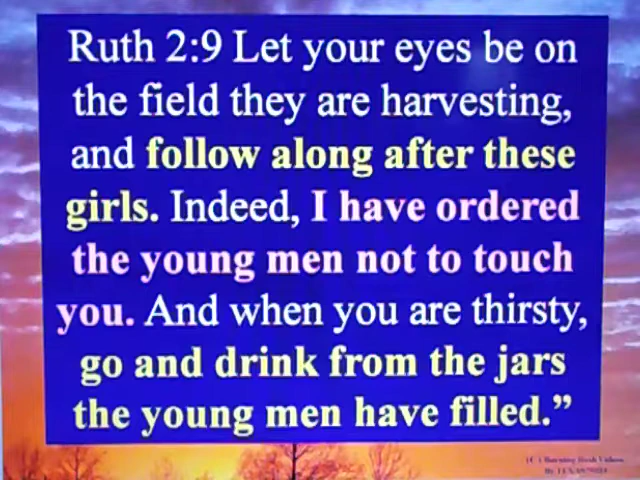 Ruth 2:9 Let your eyes be on
the field they are harvesting,
and follow along after these
girls. Indeed, I have ordered
the young men not to touch
you. And when you are thirsty,
go and drink from the jars
the young men have filled.”